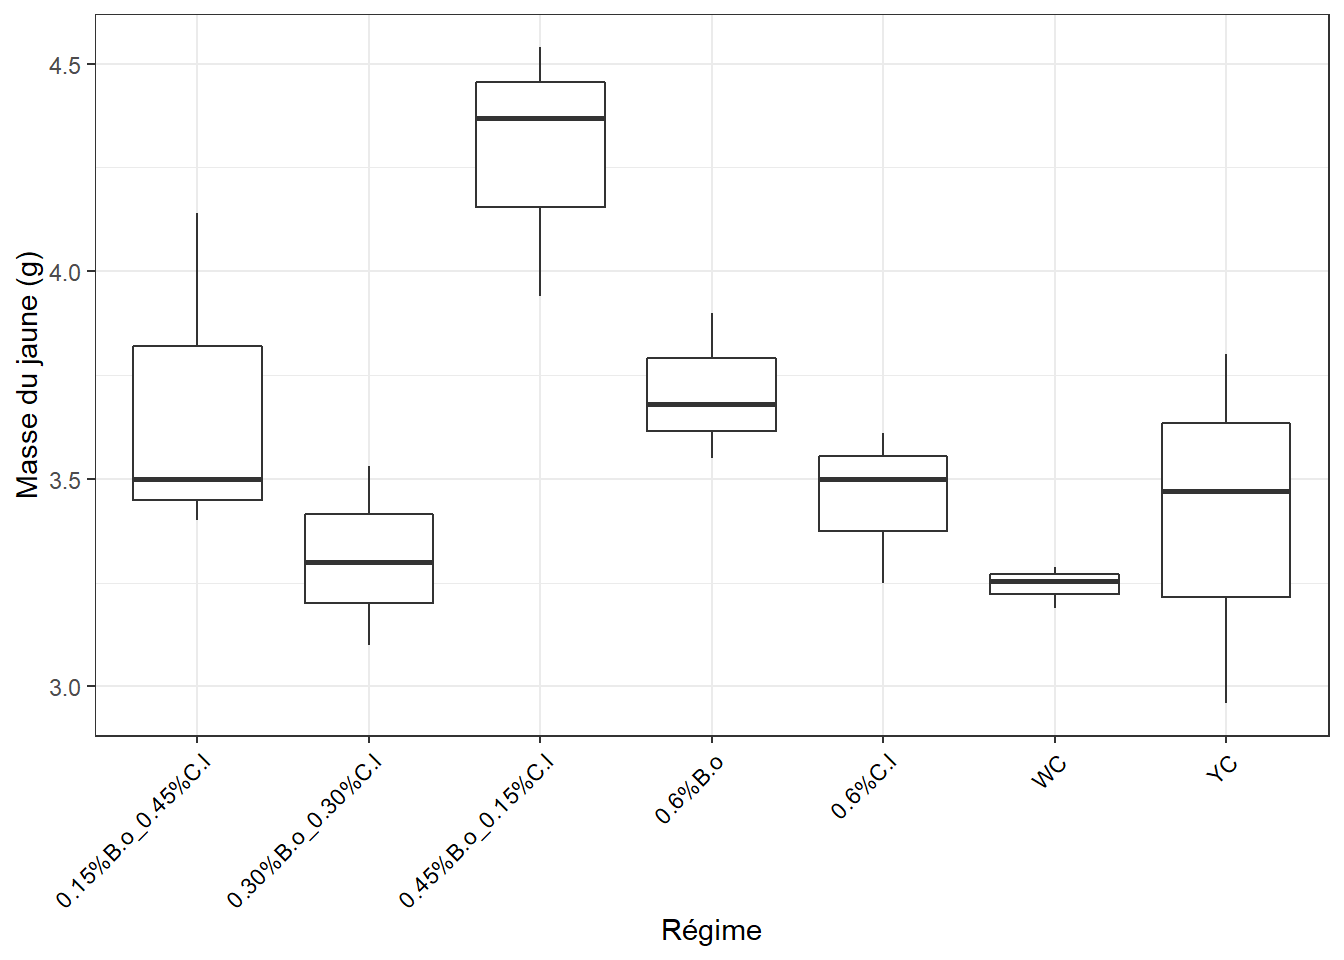 Masse du jaune (g)
4.5
4.0
3.5
3.0
0.15%B.o_0.45%C.l
0.30%B.o_0.30%C.l
0.45%B.o_0.15%C.l
0.6%B.o
0.6%C.l
WC
YC
Régime